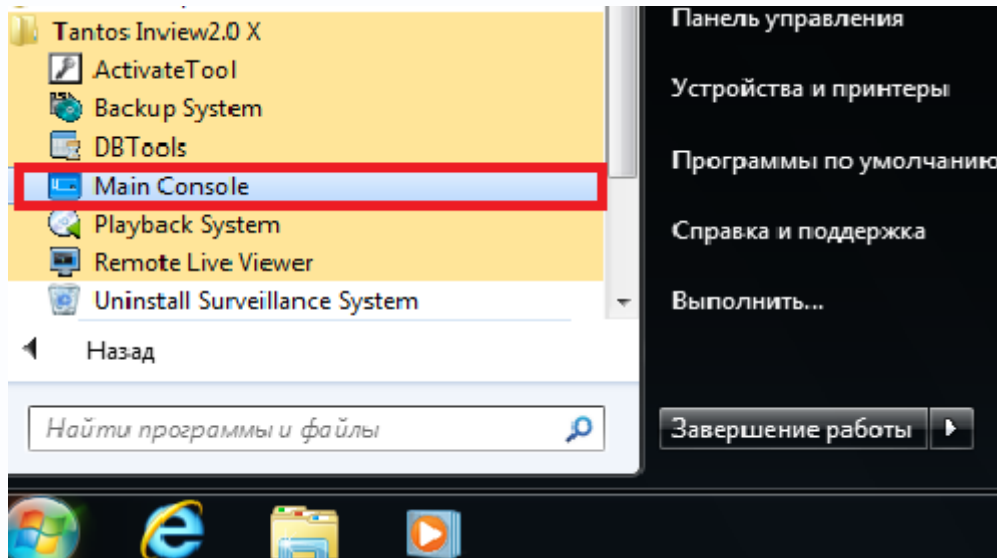 Tantos Inview2.0 X
ActivateTool
Backup System
DBTools
Main Console
Playback System
Remote Live Viewer
Uninstall Surveillance System
Назад
Найти программы и файлы
Панель управления
Устройства и принтеры
Программы по умолчанию
Справка и поддержка
Выполнить...
Завершение работы